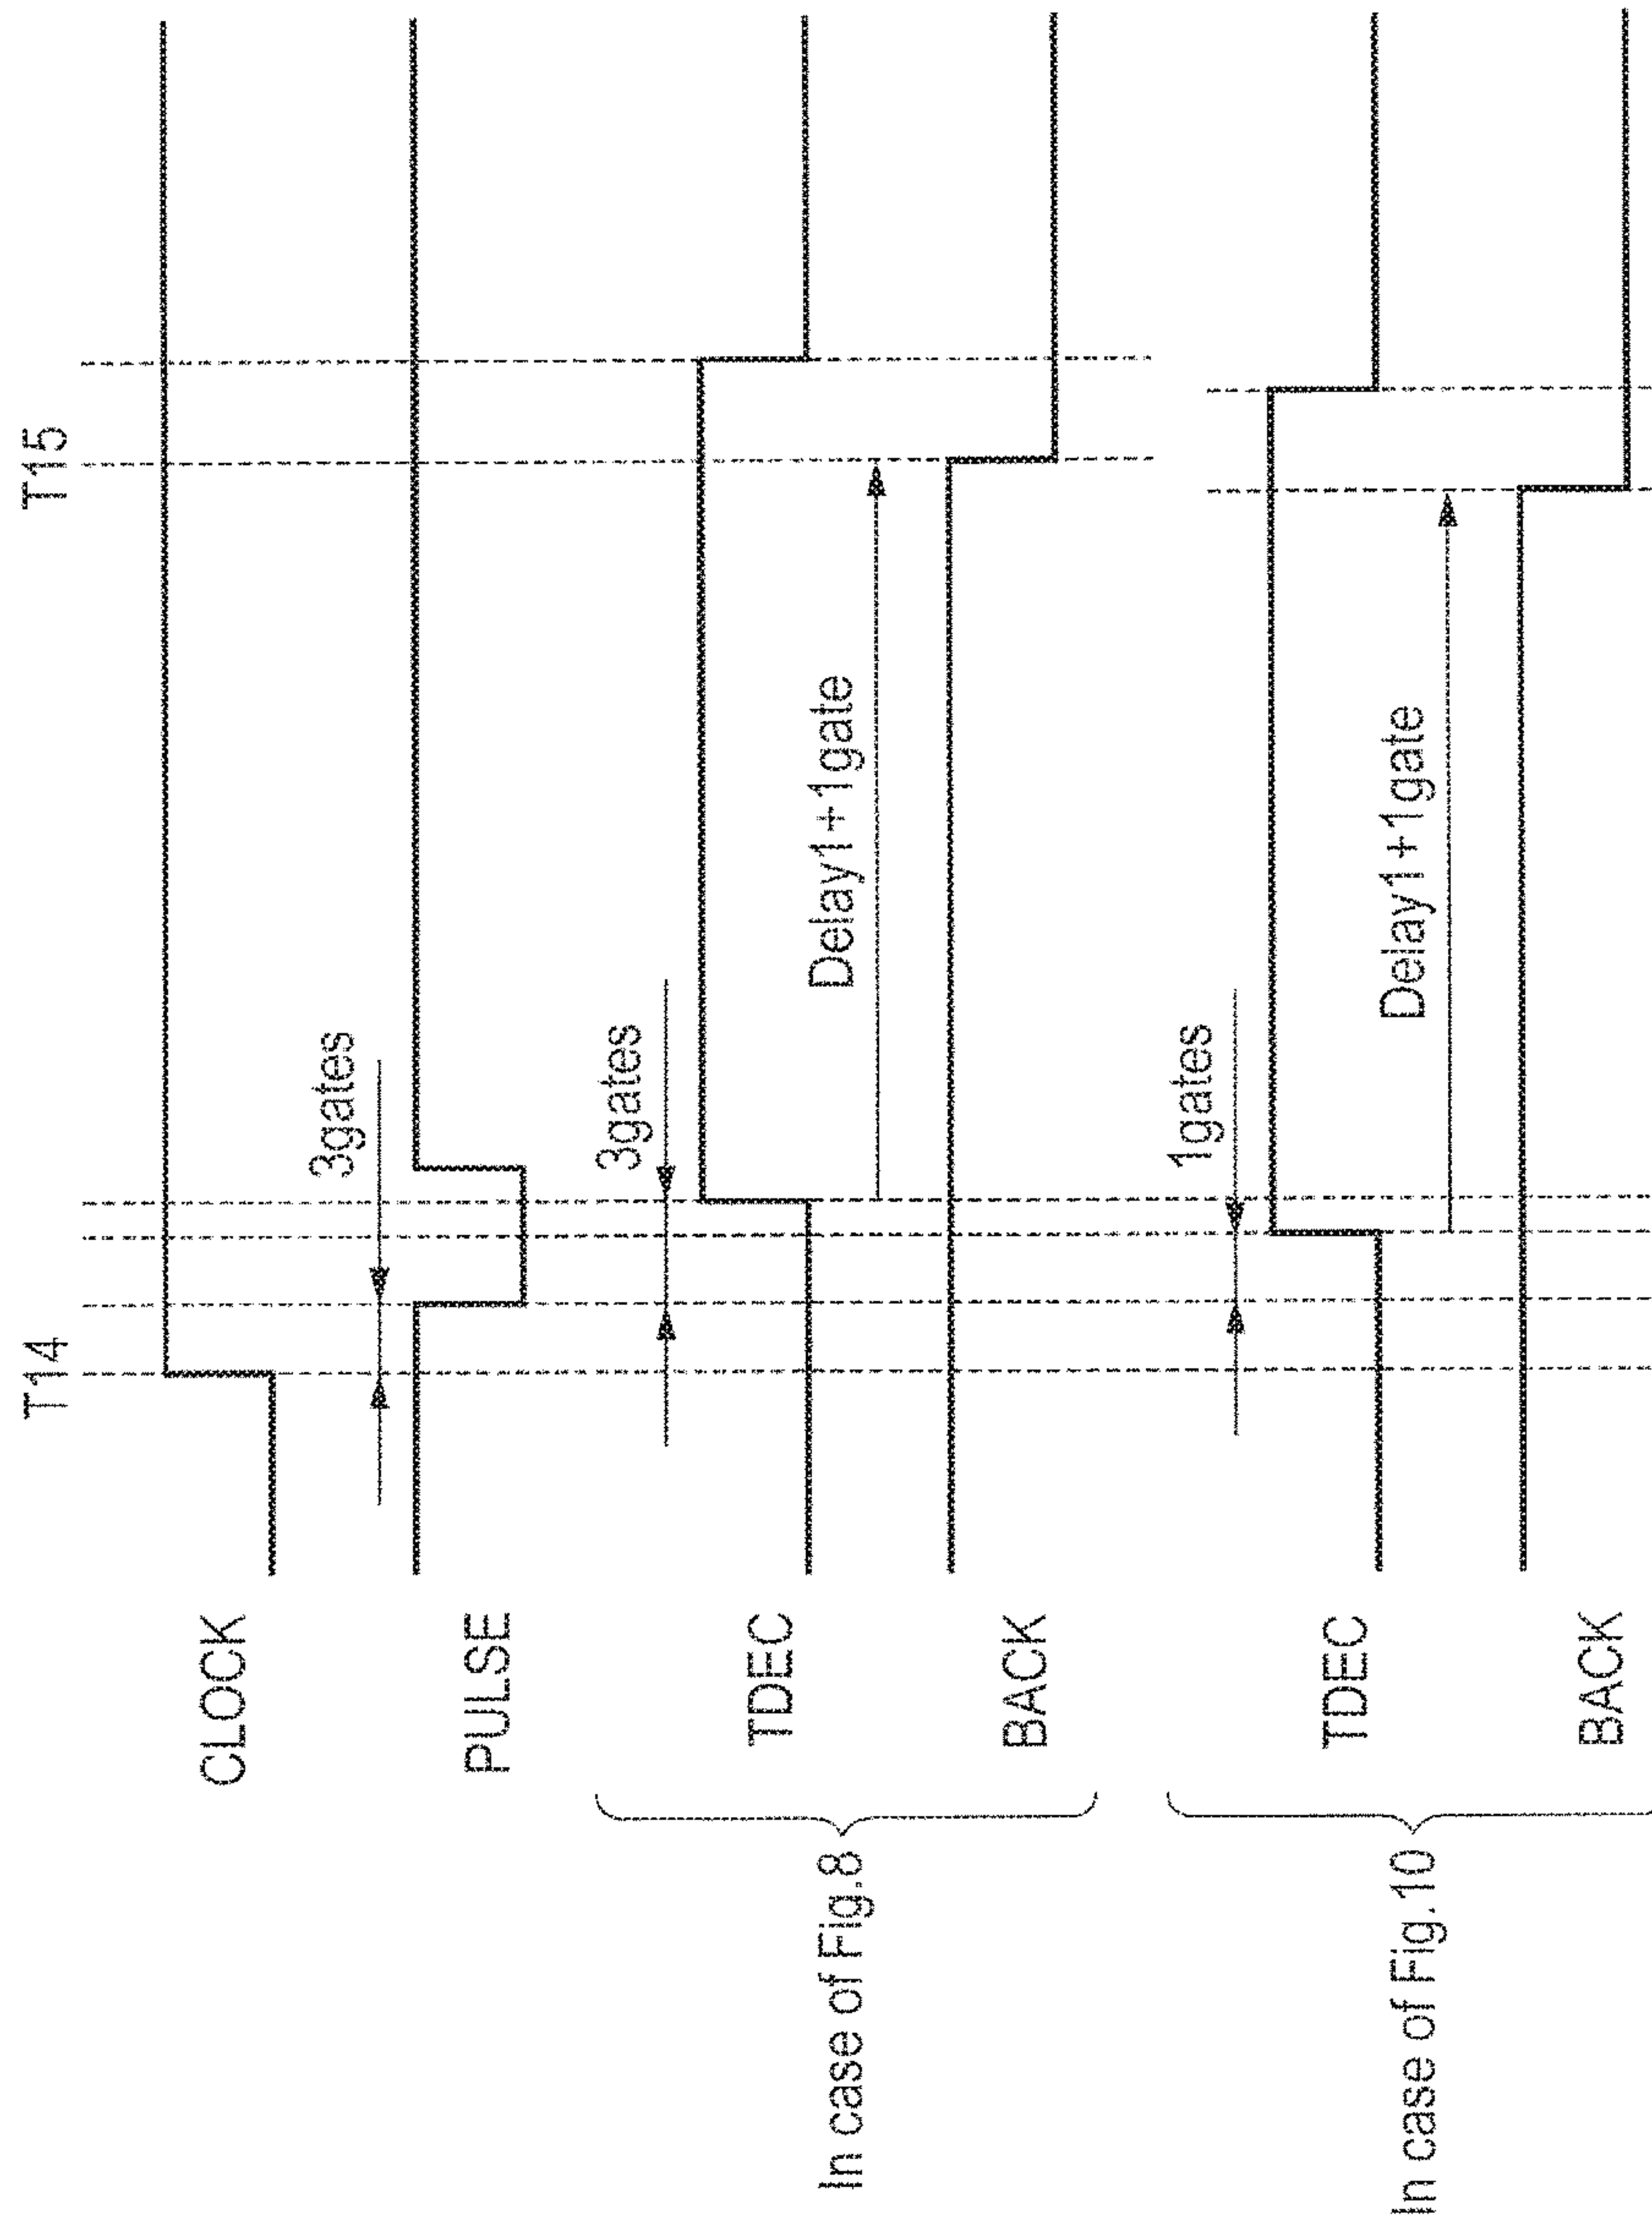 T14
T15
CLOCK
3gates
PULSE
3gates
TDEC
Delay1+1gate
BACK
In case of Fig.8
1gates
TDEC
Delay1+1gate
BACK
In case of Fig.10